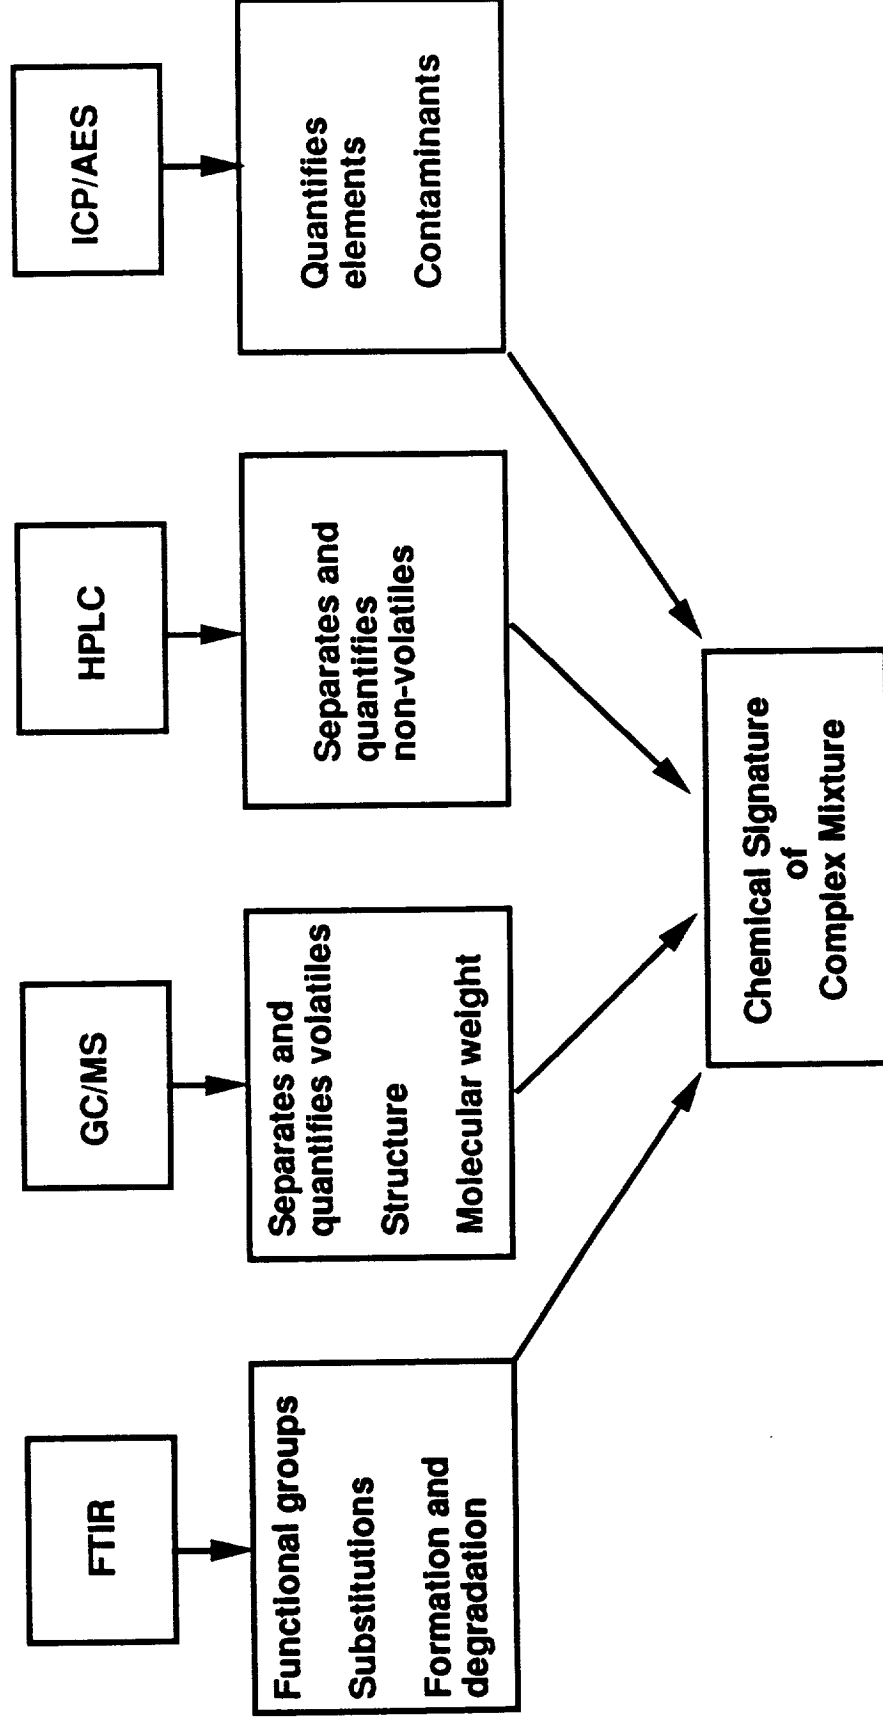 FTIR
GC/MS
HPLC
ICP/AES
Functional groups
Substitutions
Formation and
degradation
Separates and
quantifies volatiles
Structure
Molecular weight
Separates and
quantifies
non-volatiles
Quantifies
elements
Contaminants
Chemical Signature
of
Complex Mixture